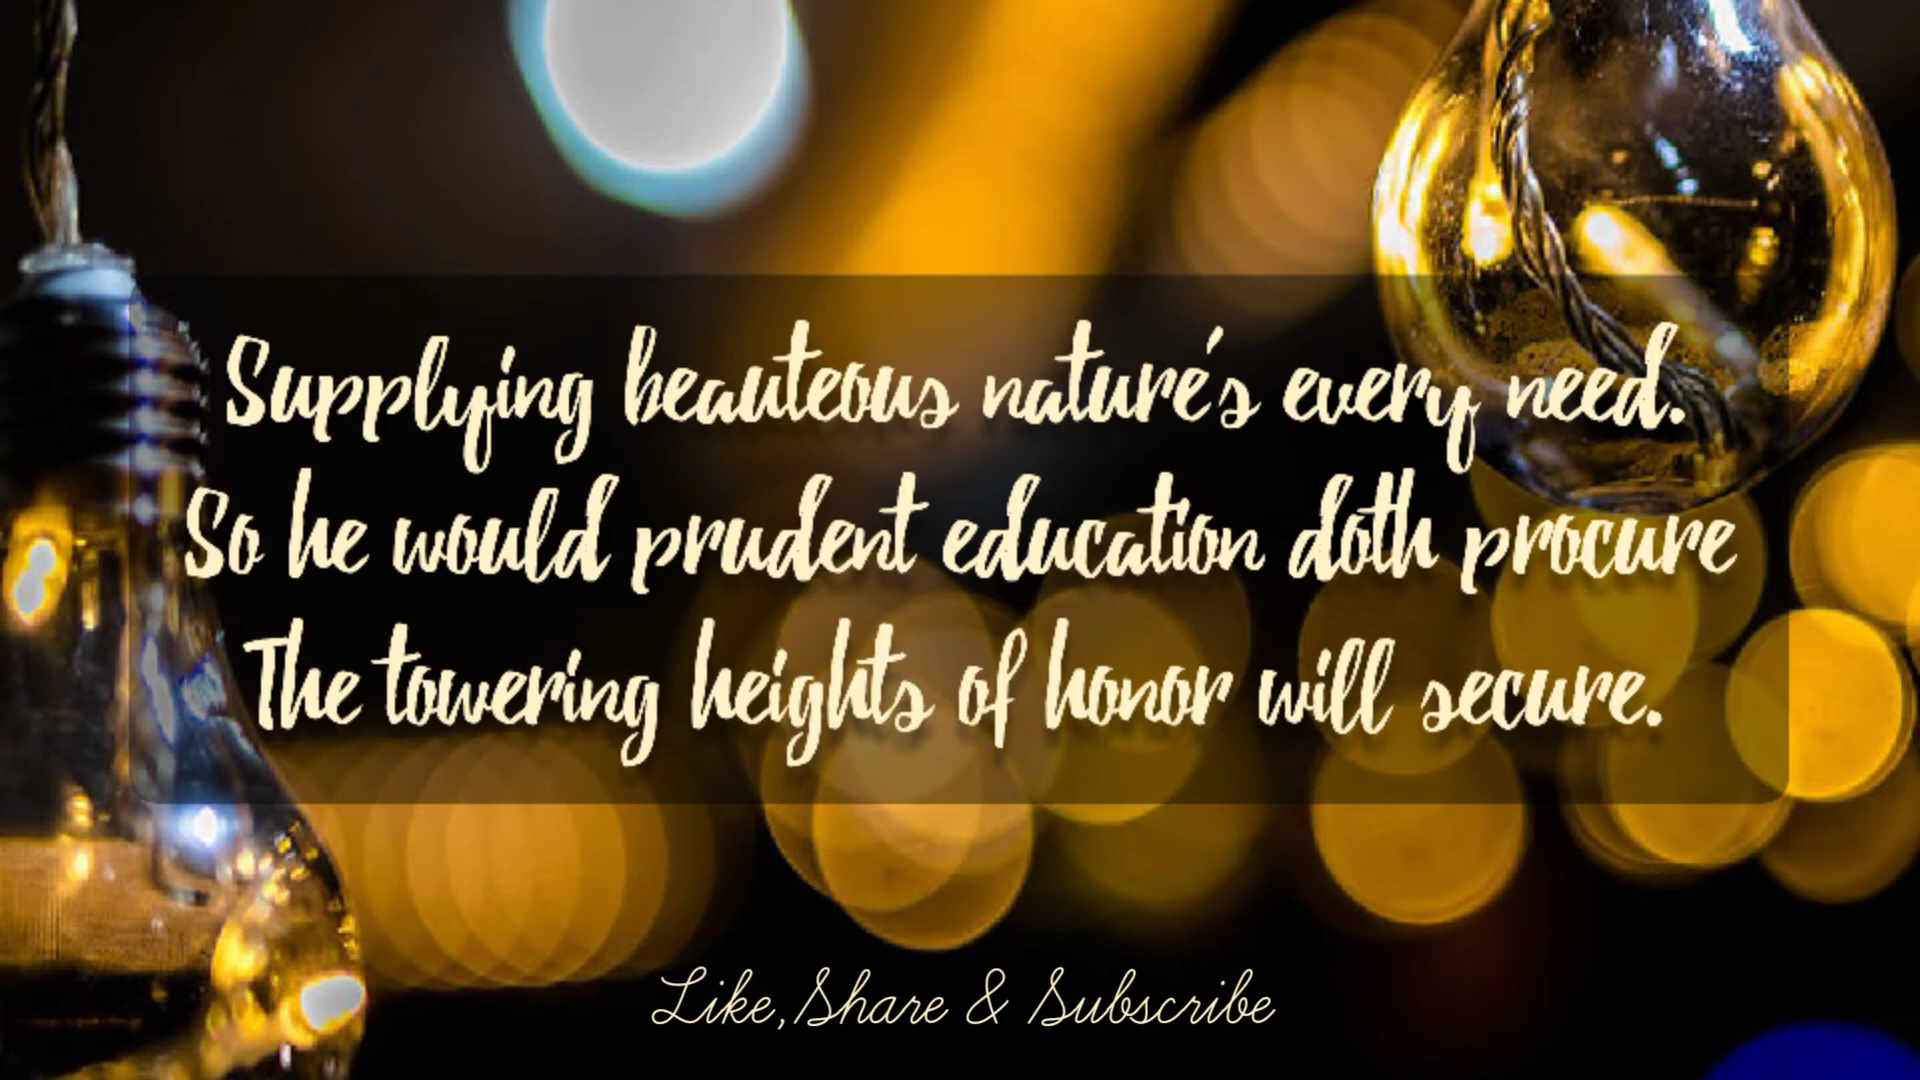 Supplying beauteous nature's every need.
So he would prudent education doth procure
The towering heights of honor will secure.
Like, Share & Subscribe